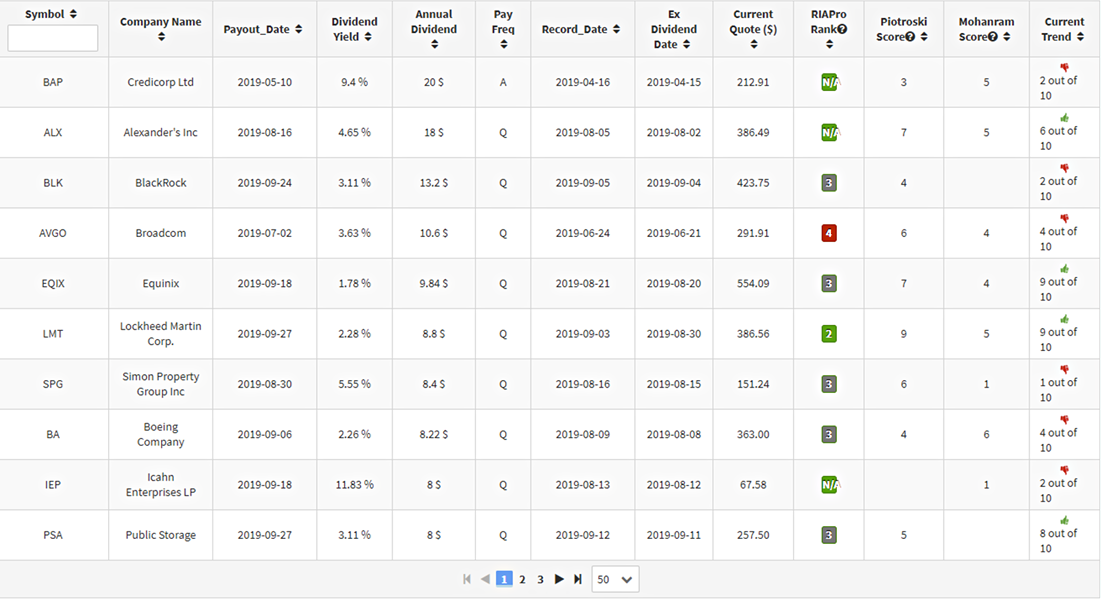 Symbol Company Name Payout_Date Dividend Yield Annual Dividend Pay Freq Record_Date Ex Dividend Date Current Quote ($) RIAPro Rank Piotroski Score Mohanram Score Current Trend
BAP Credicorp Ltd 2019-05-10 9.4 % 20 $ A 2019-04-16 2019-04-15 212.91 N/A 3 5 2 out of 10
ALX Alexander's Inc 2019-08-16 4.65 % 18 $ Q 2019-08-05 2019-08-02 386.49 N/A 7 5 6 out of 10
BLK BlackRock 2019-09-24 3.11 % 13.2 $ Q 2019-09-05 2019-09-04 423.75 3 4 2 out of 10
AVGO Broadcom 2019-07-02 3.63 % 10.6 $ Q 2019-06-24 2019-06-21 291.91 4 6 4 4 out of 10
EQIX Equinix 2019-09-18 1.78 % 9.84 $ Q 2019-08-21 2019-08-20 554.09 3 7 4 9 out of 10
LMT Lockheed Martin Corp. 2019-09-27 2.28 % 8.8 $ Q 2019-09-03 2019-08-30 386.56 2 9 5 9 out of 10
SPG Simon Property Group Inc 2019-08-30 5.55 % 8.4 $ Q 2019-08-16 2019-08-15 151.24 3 6 1 1 out of 10
BA Boeing Company 2019-09-06 2.26 % 8.22 $ Q 2019-08-09 2019-08-08 363.00 3 4 6 4 out of 10
IEP Icahn Enterprises LP 2019-09-18 11.83 % 8 $ Q 2019-08-13 2019-08-12 67.58 N/A 1 2 out of 10
PSA Public Storage 2019-09-27 3.11 % 8 $ Q 2019-09-12 2019-09-11 257.50 3 5 8 out of 10
1 2 3 50